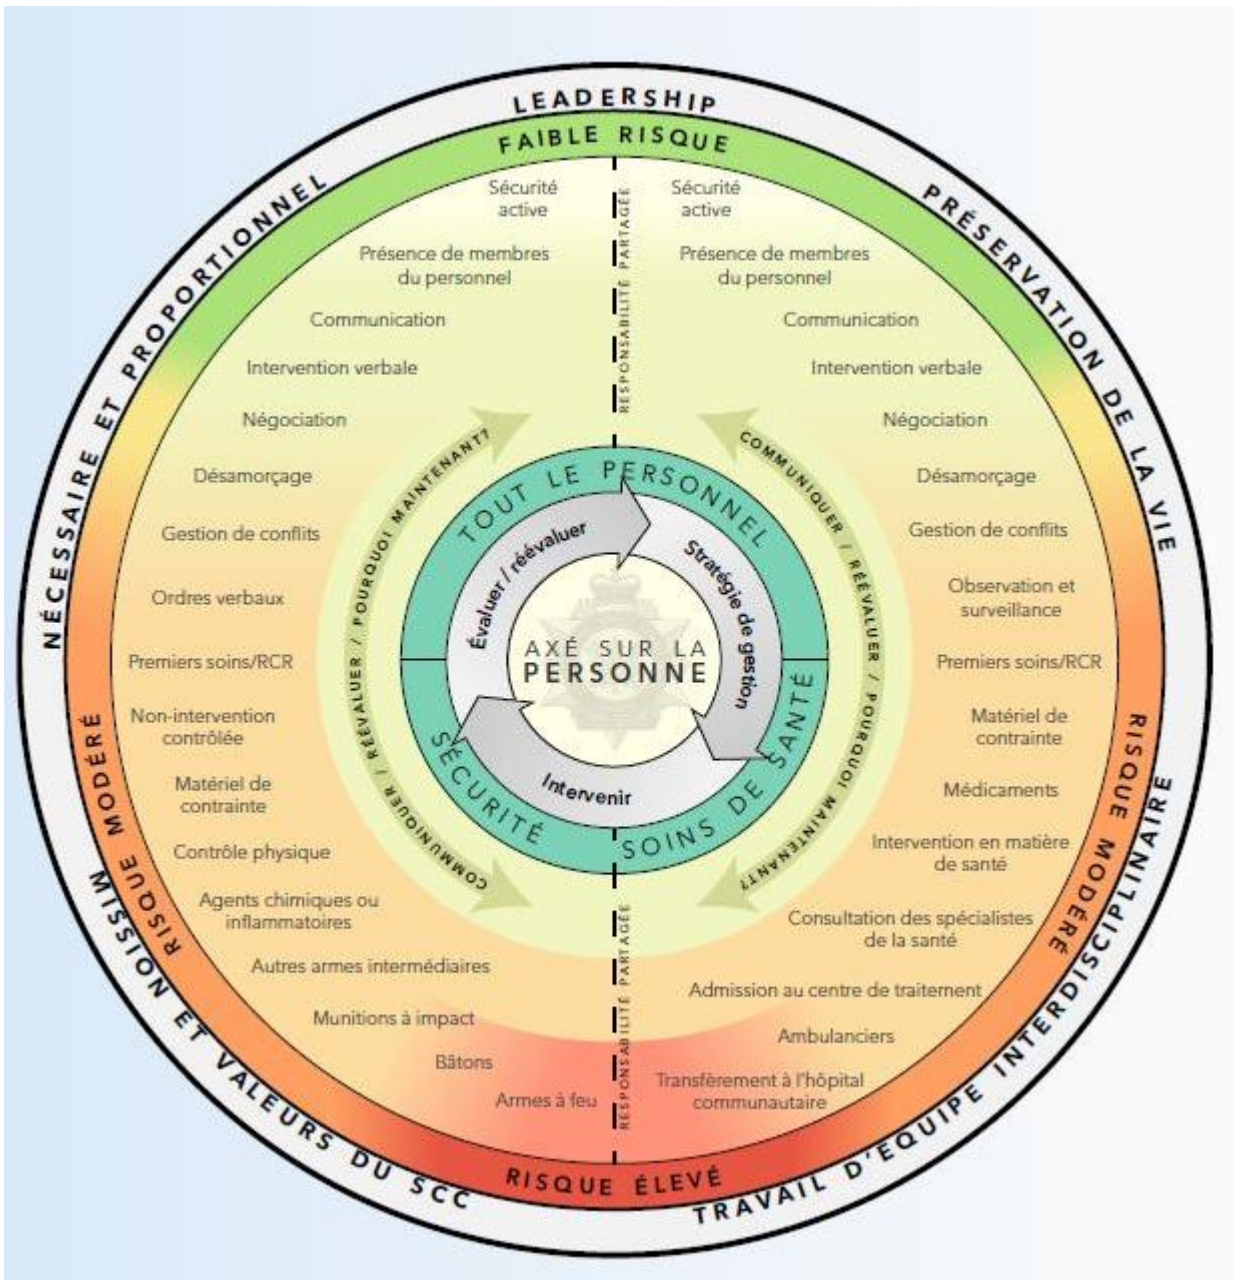 LEADERSHIP
FAIBLE RISQUE
NÉCESSAIRE ET PROPORTIONNEL
PRÉSERVATION DE LA VIE
Sécurité
active
Présence de membres
du personnel
Communication
Intervention verbale
Négociation
Désamorçage
Gestion de conflits
Ordres verbaux
Premiers soins/RCR
Non-intervention
contrôlée
Matériel de
contrainte
Contrôle physique
Agents chimiques ou
inflammatoires
Autres armes intermédiaires
Munitions à impact
Bâtons
Armes à feu
RESPONSABILITÉ PARTAGÉE
Sécurité
active
Présence de membres
du personnel
Communication
Intervention verbale
Négociation
Désamorçage
Gestion de conflits
Observation et
surveillance
Premiers soins/RCR
Matériel de
contrainte
Médicaments
Intervention en matière
de santé
Consultation des spécialistes
de la santé
Admission au centre de traitement
Ambulanciers
Transfèrement à l'hôpital
communautaire
RESPONSABILITÉ PARTAGÉE
COMMUNIQUER / RÉÉVALUER / POURQUOI MAINTENANT?
COMMUNIQUER / RÉÉVALUER / POURQUOI MAINTENANT?
TOUT LE PERSONNEL
Évaluer / réévaluer
Stratégie de gestion
Intervenir
AXÉ SUR LA
PERSONNE
SÉCURITÉ
SOINS DE SANTÉ
RISQUE MODÉRÉ
RISQUE MODÉRÉ
RISQUE ÉLEVÉ
MISSION ET VALEURS DU SCC
TRAVAIL D'ÉQUIPE INTERDISCIPLINAIRE